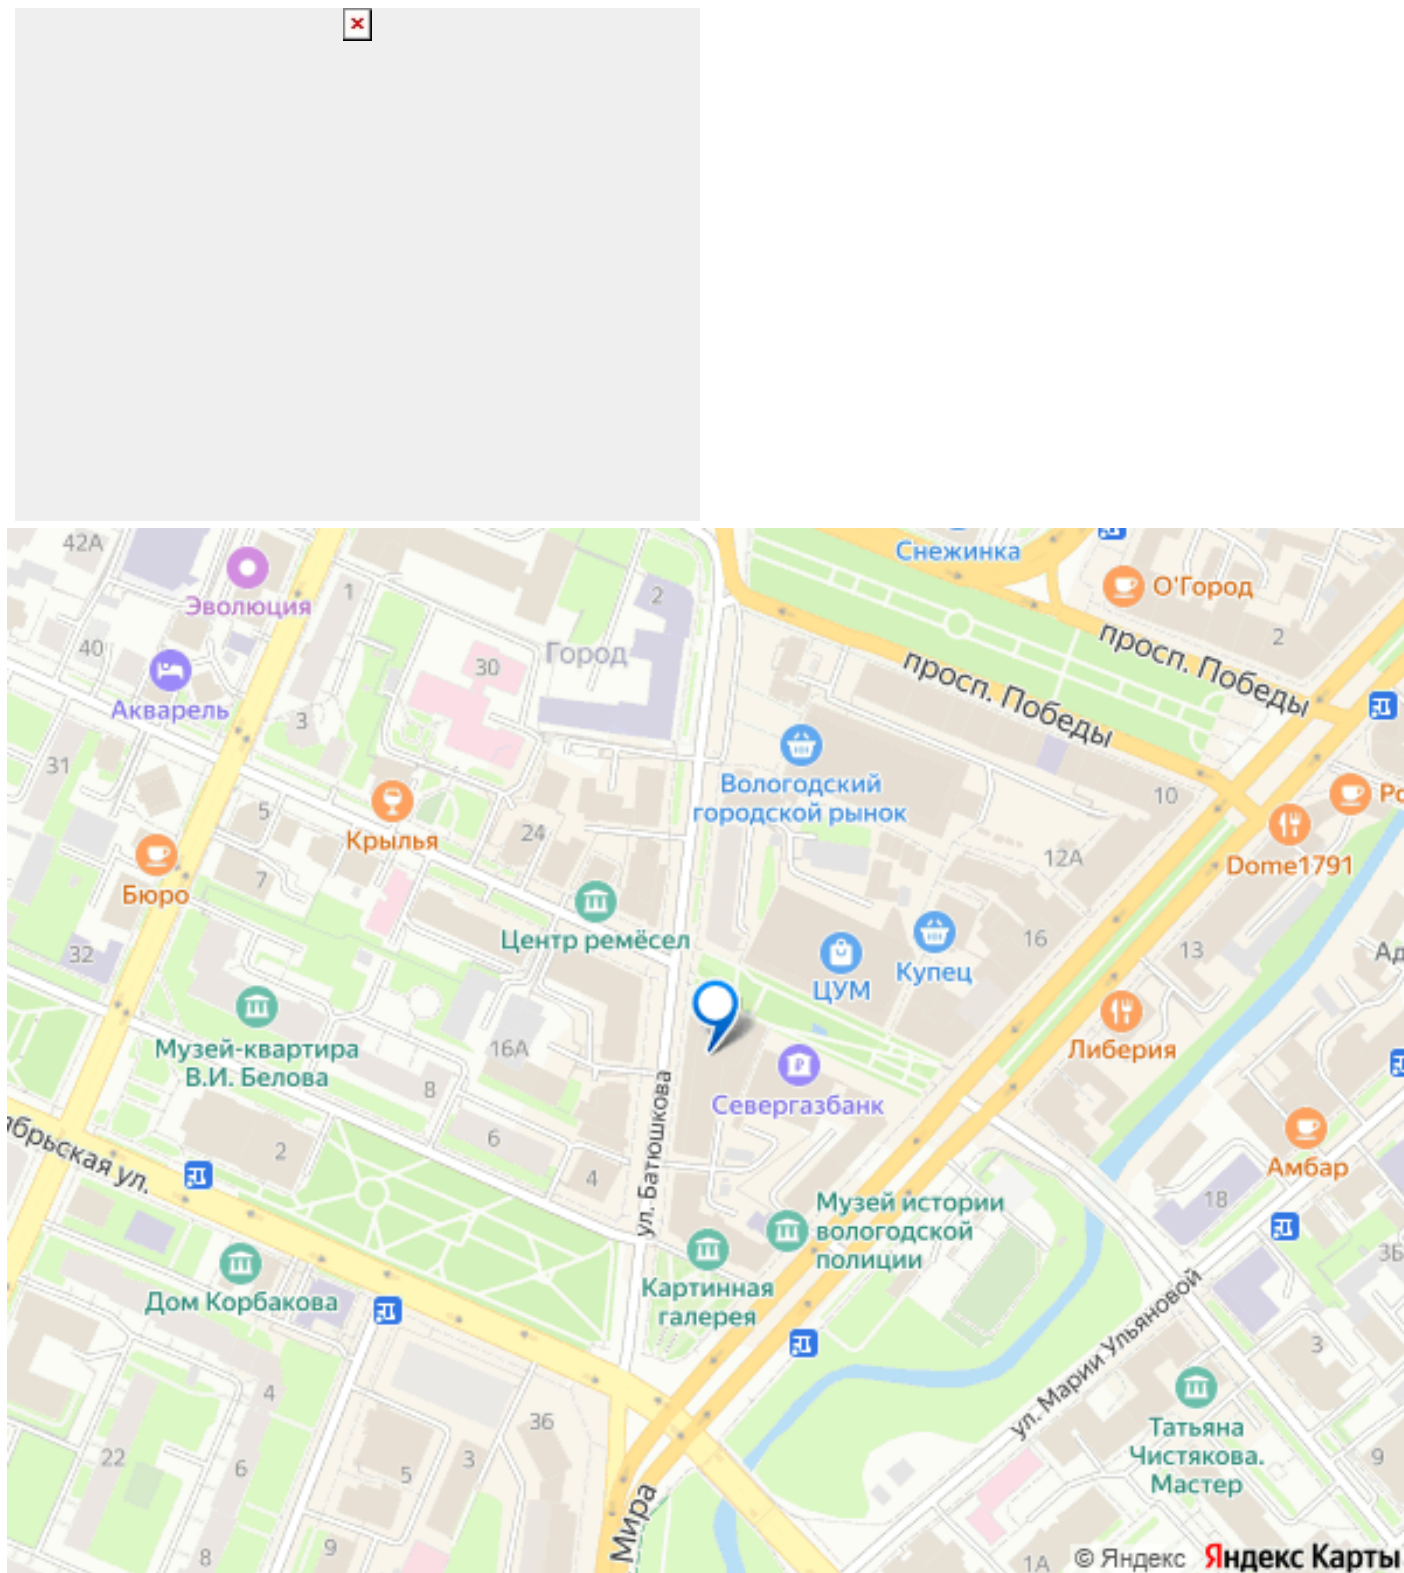 42А
Снежинка
О'Город
Эволюция
1
2
2
просп. Победы
40
Город
30
просп. Победы
Акварель
3
31
Вологодский
городской рынок
10
Крылья
5
24
12А
Dome1791
Бюро
7
Центр ремёсел
16
13
32
ЦУМ
Купец
Либерия
Музей-квартира
В.И. Белова
16А
8
Севергазбанк
ул. Батюшкова
6
2
4
Амбар
18
Музей истории
вологодской
полиции
3Б
Картинная
галерея
Дом Корбакова
ул. Марии Ульяновой
3
4
36
Татьяна
Чистякова.
Мастер
22
6
5
3
9
Мира
8
9
1А
© Яндекс Яндекс Карты